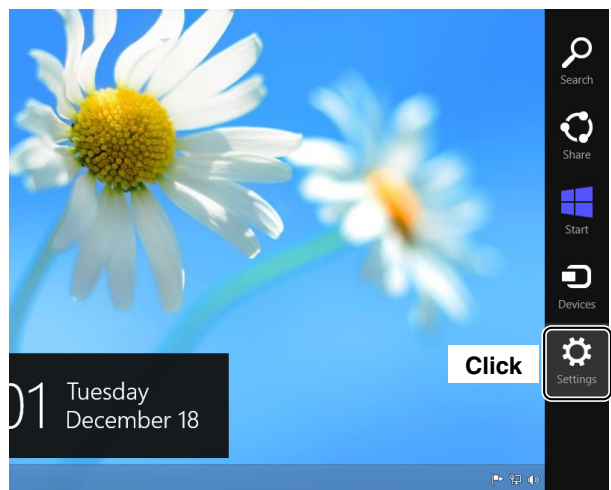 Search
Share
Start
Devices
Click
Settings
01
Tuesday
December 18